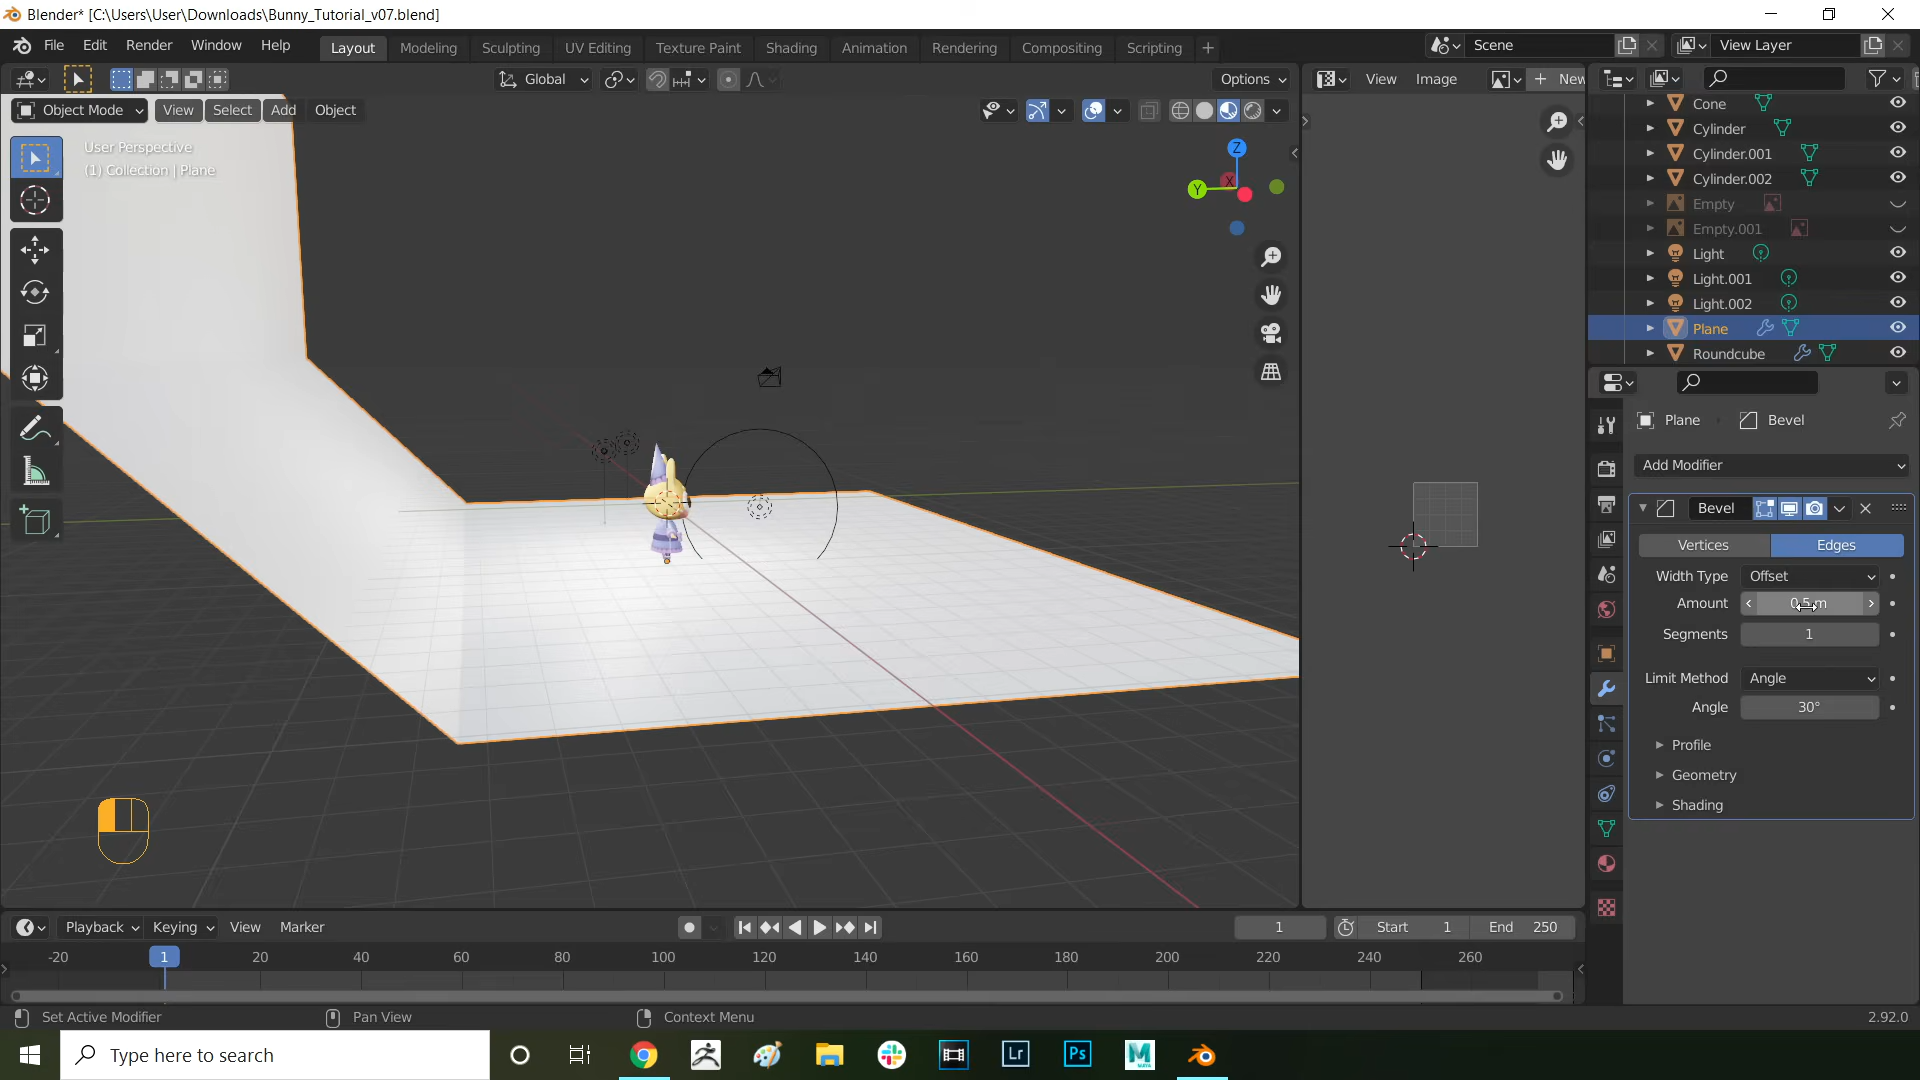 Blender* [C:\Users\User\Downloads\Bunny_Tutorial_v07.blend]
File Edit Render Window Help
Layout Modeling Sculpting UV Editing Texture Paint Shading Animation Rendering Compositing Scripting +
Scene
View Layer
Global
Options
View Image
New
Object Mode
View Select Add Object
User Perspective
(1) Collection | Plane
Z
Y
X
Cone
Cylinder
Cylinder.001
Cylinder.002
Empty
Empty.001
Light
Light.001
Light.002
Plane
Roundcube
Plane
Bevel
Add Modifier
Bevel
Vertices Edges
Width Type Offset
Amount 0.5 m
Segments 1
Limit Method Angle
Angle 30°
Profile
Geometry
Shading
Playback Keying View Marker
1
Start 1
End 250
-20 1 20 40 60 80 100 120 140 160 180 200 220 240 260
Set Active Modifier
Pan View
Context Menu
2.92.0
Type here to search
Lr
Ps
M